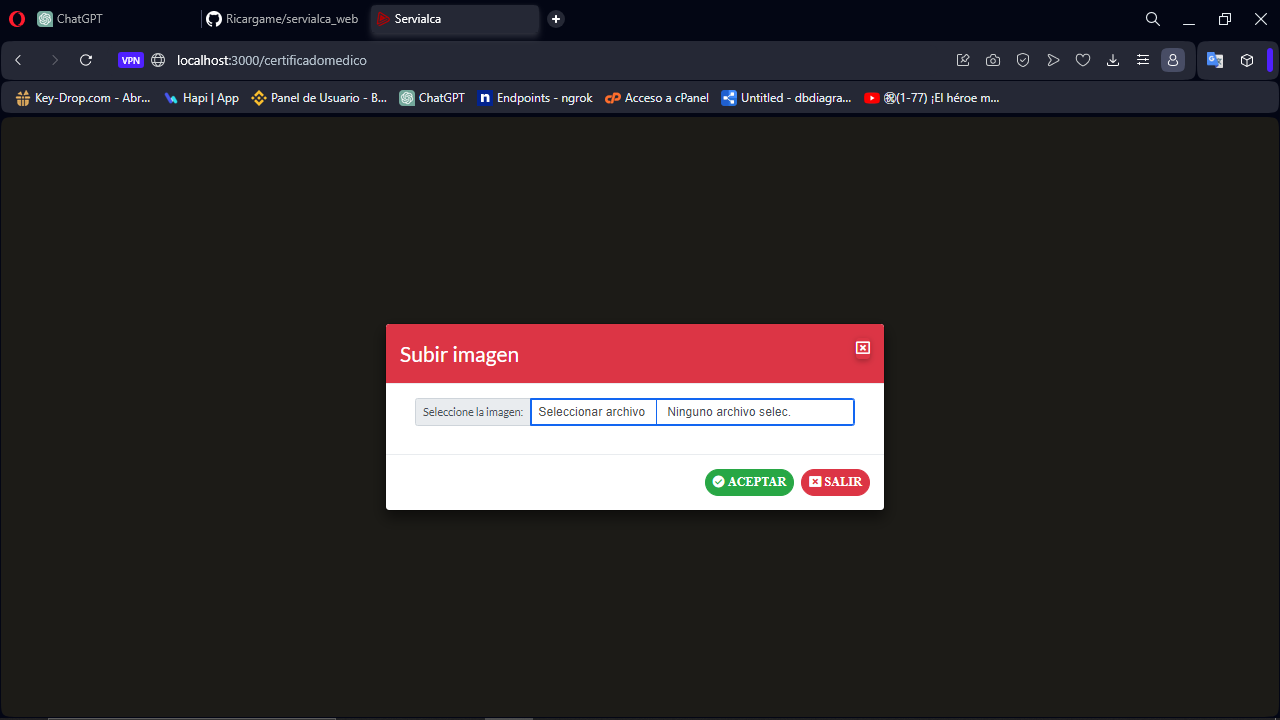 ChatGPT
Ricargame/servialca_web
Servialca
VPN
localhost:3000/certificadomedico
Key-Drop.com - Abr...
Hapi | App
Panel de Usuario - B...
ChatGPT
Endpoints - ngrok
Acceso a cPanel
Untitled - dbdiagra...
(1-77) ¡El héroe m...
Subir imagen
Seleccione la imagen:
Seleccionar archivo
Ninguno archivo selec.
ACEPTAR
SALIR